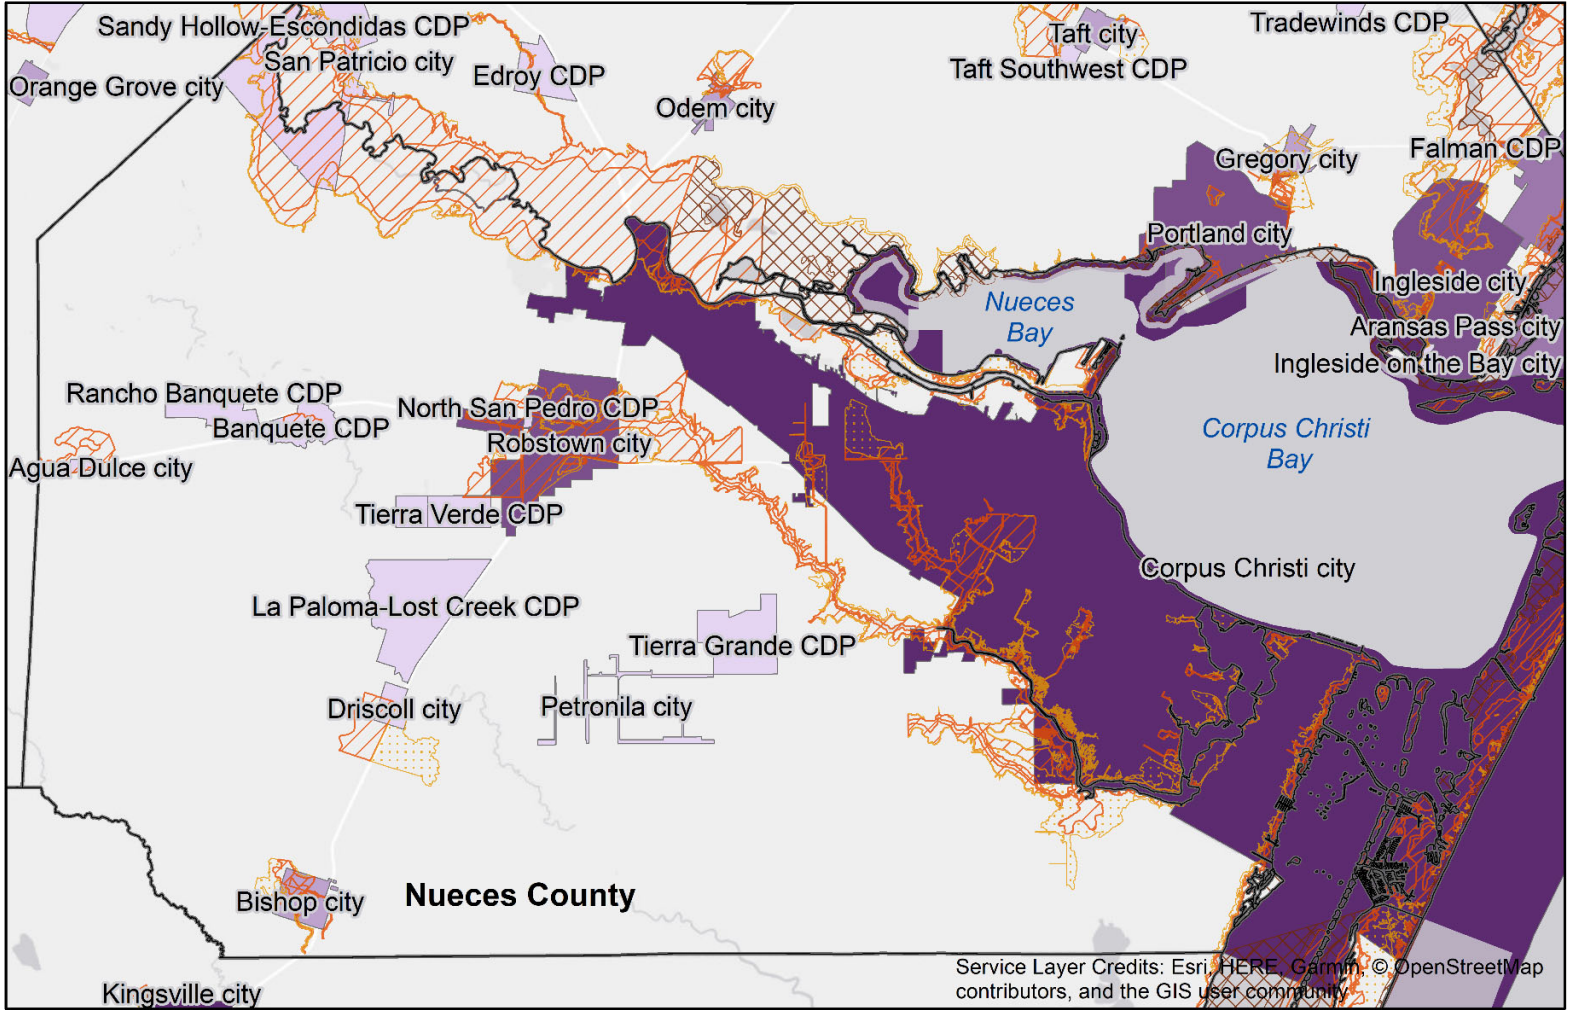 Sandy Hollow-Escondidas CDP
Taft city
Tradewinds CDP
San Patricio city
Edroy CDP
Taft Southwest CDP
Orange Grove city
Odem city
Gregory city
Falman CDP
Portland city
Ingleside city
Nueces
Bay
Aransas Pass city
Ingleside on the Bay city
Rancho Banquete CDP
North San Pedro CDP
Banquete CDP
Robstown city
Corpus Christi
Bay
Agua Dulce city
Tierra Verde CDP
Corpus Christi city
La Paloma-Lost Creek CDP
Tierra Grande CDP
Driscoll city
Petronila city
Bishop city
Nueces County
Service Layer Credits: Esri, HERE, Garmin, © OpenStreetMap
contributors, and the GIS user community
Kingsville city